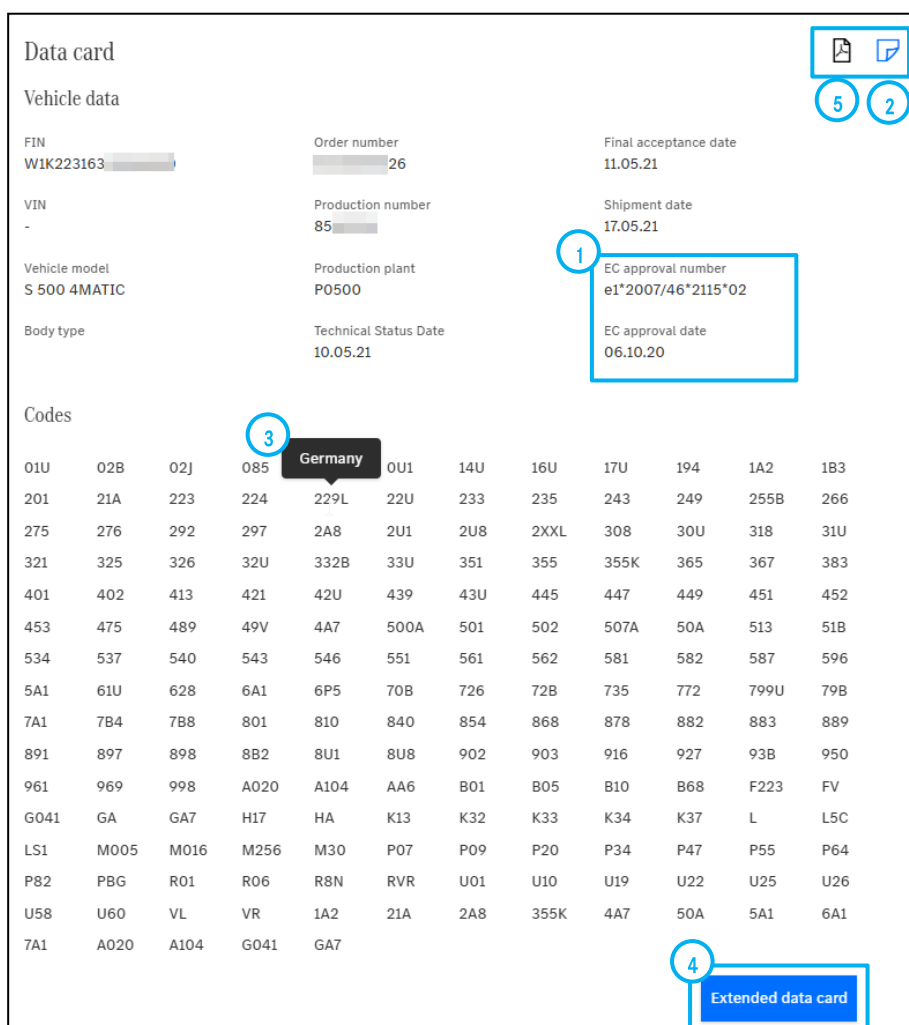 Data card
5 2
Vehicle data
FIN Order number Final acceptance date
W1K223163 26 11.05.21
VIN Production number Shipment date
- 85 17.05.21
1
Vehicle model Production plant EC approval number
S 500 4MATIC P0500 e1*2007/46*2115*02
Body type Technical Status Date EC approval date
10.05.21 06.10.20
Codes
3
Germany
01U 02B 02J 085 0U1 14U 16U 17U 194 1A2 1B3
201 21A 223 224 229L 22U 233 235 243 249 255B 266
275 276 292 297 2A8 2U1 2U8 2XXL 308 30U 318 31U
321 325 326 32U 332B 33U 351 355 355K 365 367 383
401 402 413 421 42U 439 43U 445 447 449 451 452
453 475 489 49V 4A7 500A 501 502 507A 50A 513 51B
534 537 540 543 546 551 561 562 581 582 587 596
5A1 61U 628 6A1 6P5 70B 726 72B 735 772 799U 79B
7A1 7B4 7B8 801 810 840 854 868 878 882 883 889
891 897 898 8B2 8U1 8U8 902 903 916 927 93B 950
961 969 998 A020 A104 AA6 B01 B05 B10 B68 F223 FV
G041 GA GA7 H17 HA K13 K32 K33 K34 K37 L L5C
LS1 M005 M016 M256 M30 P07 P09 P20 P34 P47 P55 P64
P82 PBG R01 R06 R8N RVR U01 U10 U19 U22 U25 U26
U58 U60 VL VR 1A2 21A 2A8 355K 4A7 50A 5A1 6A1
7A1 A020 A104 G041 GA7
4
Extended data card